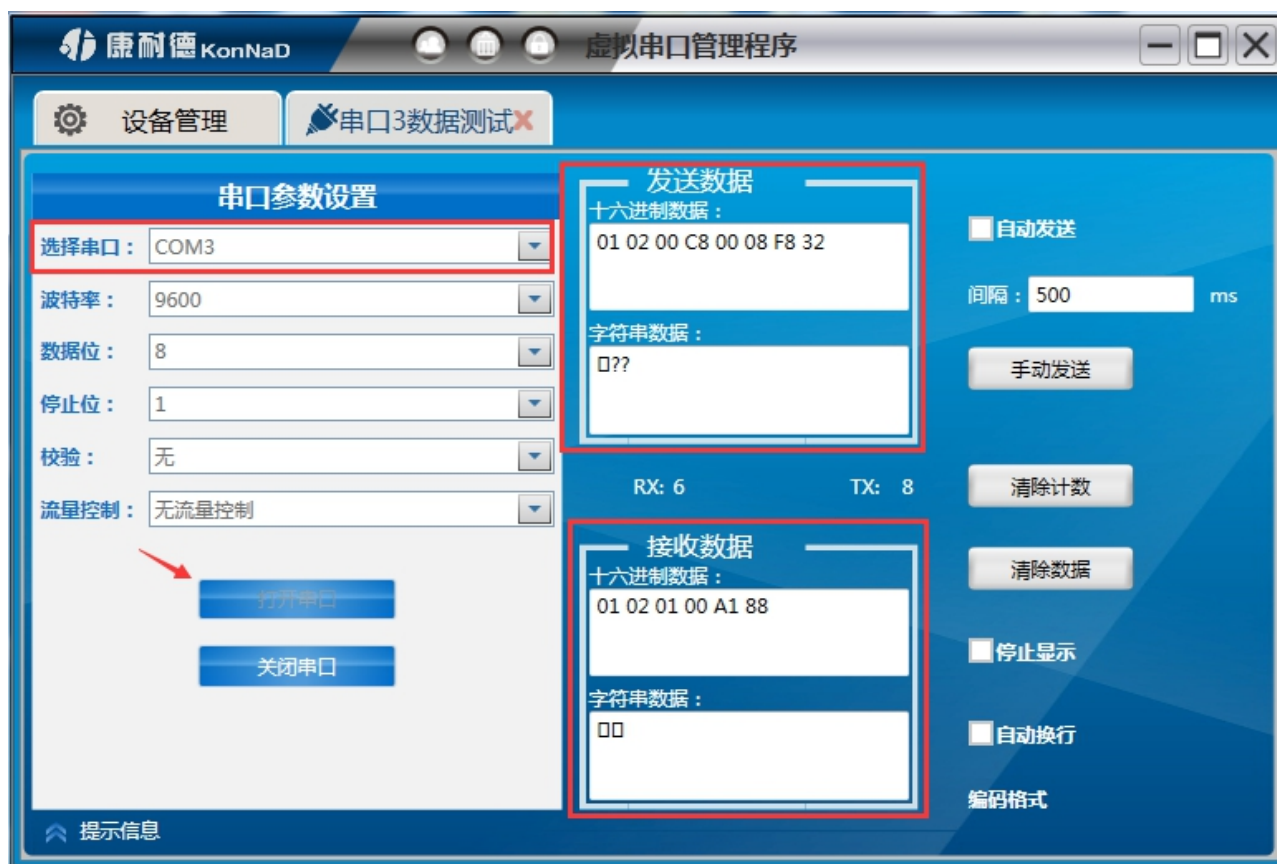 康耐德 KonNaD
虚拟串口管理程序
设备管理
串口3数据测试
串口参数设置
选择串口： COM3
波特率： 9600
数据位： 8
停止位： 1
校验： 无
流量控制： 无流量控制
打开串口
关闭串口
提示信息
发送数据
十六进制数据：
01 02 00 C8 00 08 F8 32
字符串数据：
□??
RX: 6 TX: 8
接收数据
十六进制数据：
01 02 01 00 A1 88
字符串数据：
□□
自动发送
间隔： 500 ms
手动发送
清除计数
清除数据
停止显示
自动换行
编码格式